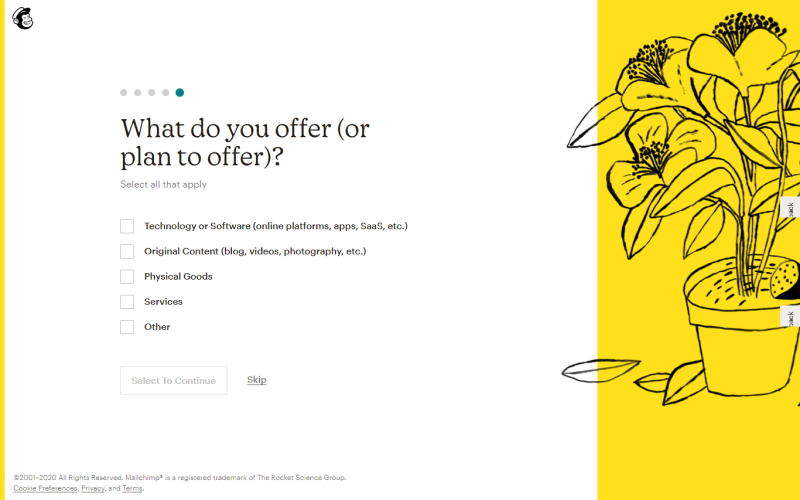 What do you offer (or
plan to offer)?
Select all that apply
Technology or Software (online platforms, apps, SaaS, etc.)
Original Content (blog, videos, photography, etc.)
Physical Goods
Services
Other
Select To Continue
Skip
©2001–2020 All Rights Reserved. Mailchimp® is a registered trademark of The Rocket Science Group.
Cookie Preferences, Privacy, and Terms.